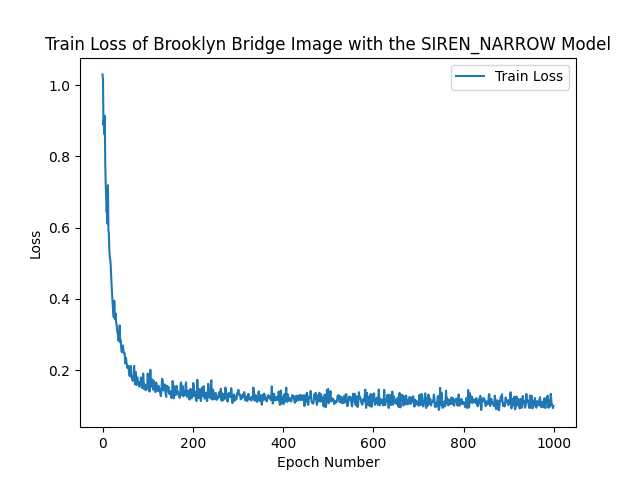 Train Loss of Brooklyn Bridge Image with the SIREN_NARROW Model
Train Loss
1.0
0.8
0.6
0.4
0.2
Loss
0
200
400
600
800
1000
Epoch Number